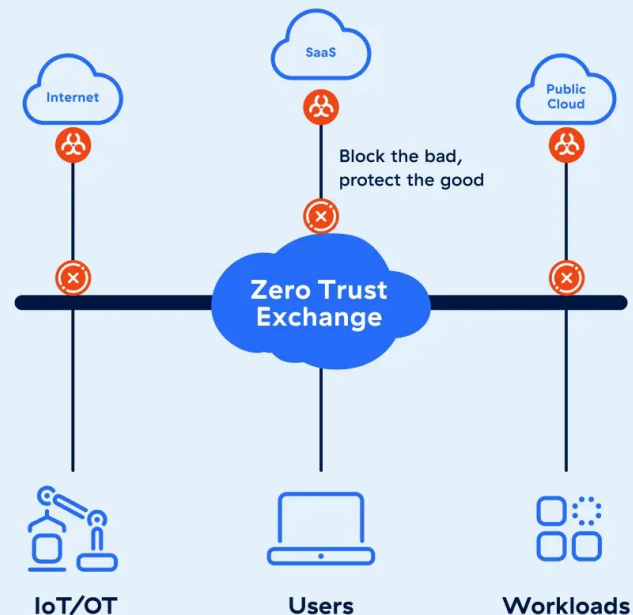 SaaS
Internet
Public
Cloud
Block the bad,
protect the good
Zero Trust
Exchange
IoT/OT
Users
Workloads